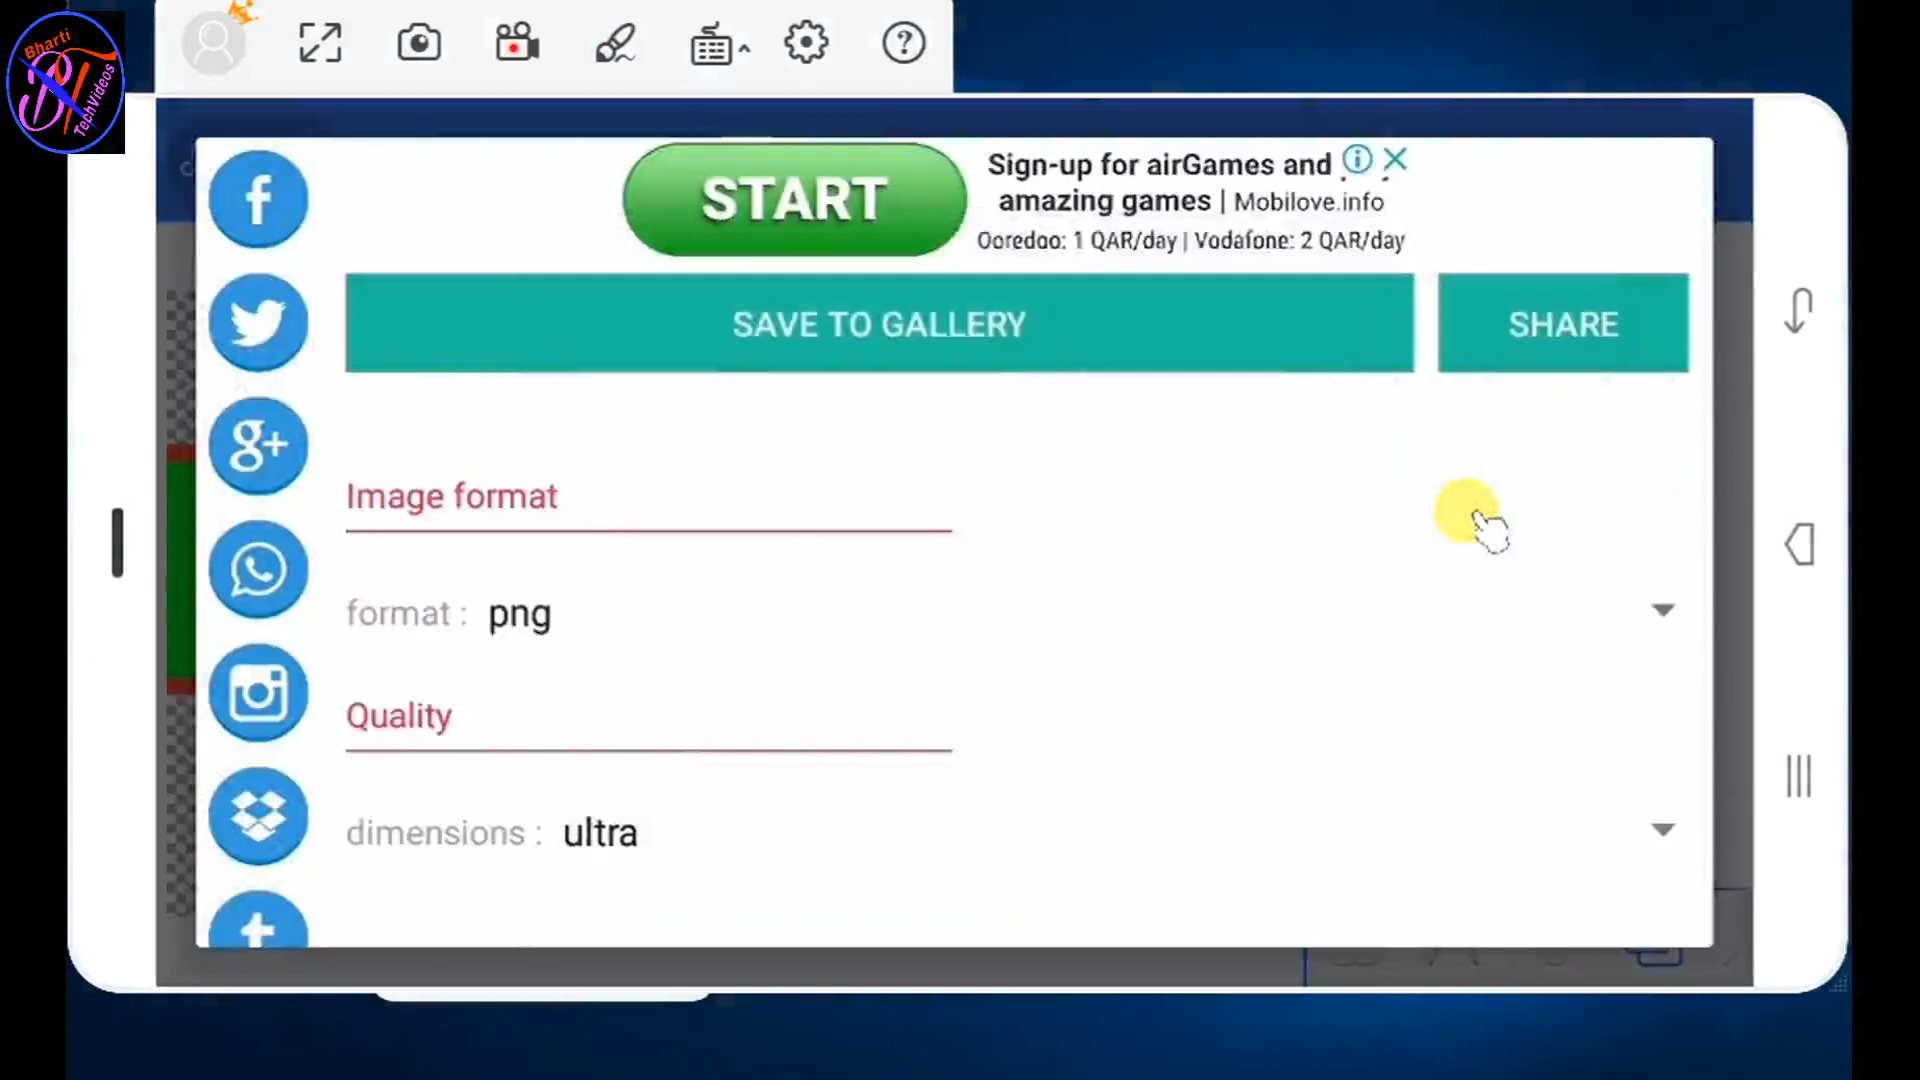 Bharti
BT
TechVideos
f
START
Sign-up for airGames and
amazing games | Mobilove.info
Ooredoo: 1 QAR/day | Vodafone: 2 QAR/day
SAVE TO GALLERY
SHARE
g+
Image format
format : png
Quality
dimensions : ultra
t